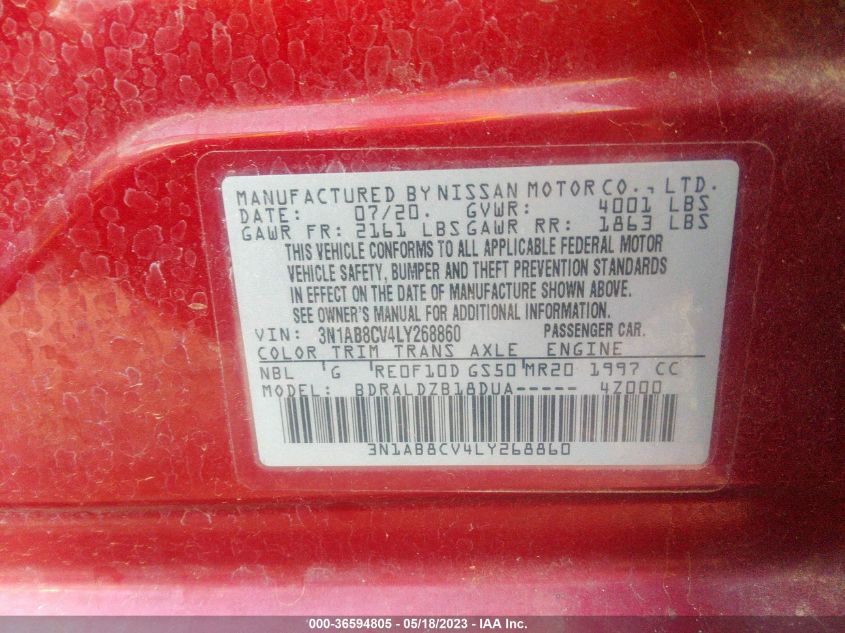 MANUFACTURED BY NISSAN MOTOR CO., LTD.
DATE: 07/20. GVWR: 4001 LBS
GAWR FR: 2161 LBS GAWR RR: 1863 LBS
THIS VEHICLE CONFORMS TO ALL APPLICABLE FEDERAL MOTOR
VEHICLE SAFETY, BUMPER AND THEFT PREVENTION STANDARDS
IN EFFECT ON THE DATE OF MANUFACTURE SHOWN ABOVE.
SEE OWNER'S MANUAL FOR ADDITIONAL INFORMATION.
VIN: 3N1AB8CV4LY268860 PASSENGER CAR.
COLOR TRIM TRANS AXLE ENGINE
NBL G RE0F10D GS50 MR20 1997 CC
MODEL: BDRALDZB18DUA----- 4Z000
3N1AB8CV4LY268860
000-36594805 | 05/18/2023 - IAA Inc.